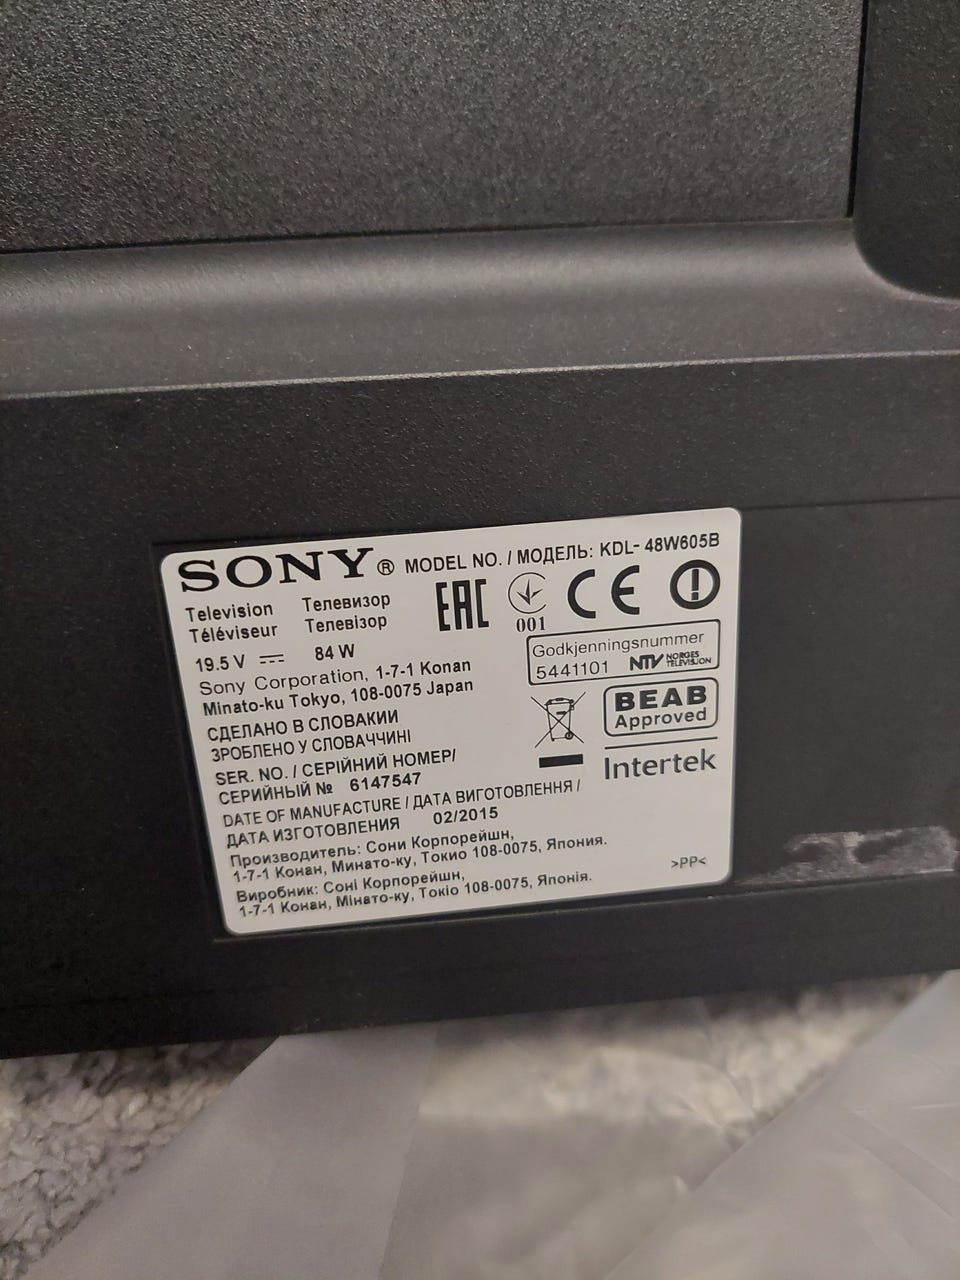 SONY® MODEL NO. / МОДЕЛЬ: KDL- 48W605B
Television Телевизор
Téléviseur Телевізор
19.5 V 84 W
Sony Corporation, 1-7-1 Konan
Minato-ku Tokyo, 108-0075 Japan
EAC
001
CE
Godkjenningsnummer
5441101 NTV NORGES TELEVISJON
BEAB
Approved
Intertek
СДЕЛАНО В СЛОВАКИИ
ЗРОБЛЕНО У СЛОВАЧЧИНІ
SER. NO. / СЕРІЙНИЙ НОМЕР/
СЕРИЙНЫЙ № 6147547
DATE OF MANUFACTURE / ДАТА ВИГОТОВЛЕННЯ /
ДАТА ИЗГОТОВЛЕНИЯ 02/2015
Производитель: Сони Корпорейшн,
1-7-1 Конан, Минато-ку, Токио 108-0075, Япония.
Виробник: Соні Корпорейшн,
1-7-1 Конан, Мінато-ку, Токіо 108-0075, Японія.
>PP<